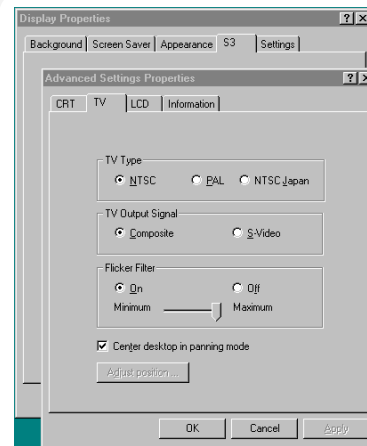 Display Properties
Background Screen Saver Appearance S3 Settings
Advanced Settings Properties
CRT TV LCD Information
TV Type
NTSC PAL NTSC Japan
TV Output Signal
Composite S-Video
Flicker Filter
On Off
Minimum Maximum
Center desktop in panning mode
Adjust position ...
OK Cancel Apply